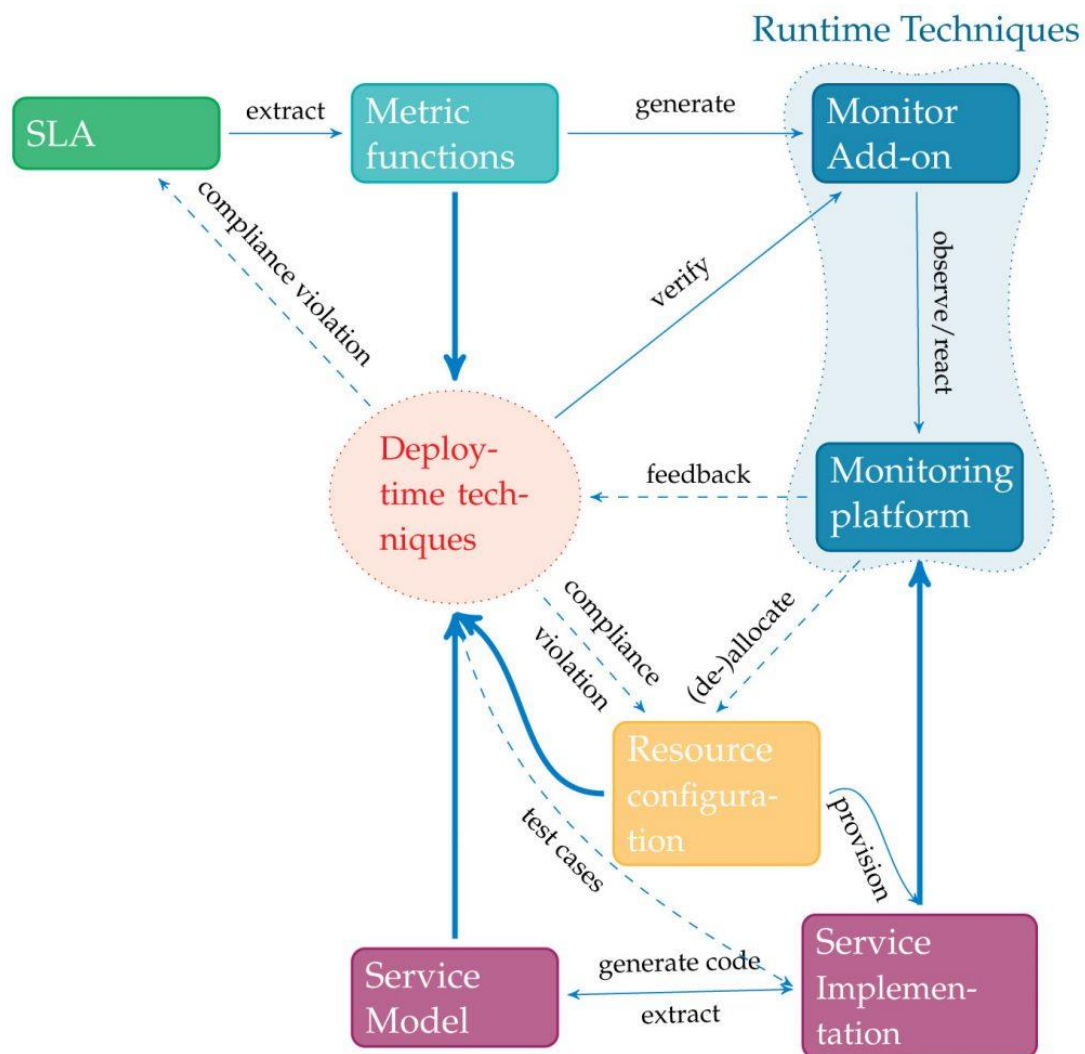 Runtime Techniques
SLA
extract
Metric
functions
generate
Monitor
Add-on
compliance violation
verify
observe/react
Deploy-
time tech-
niques
feedback
Monitoring
platform
compliance
violation
(de-)allocate
Resource
configura-
tion
provision
test cases
Service
Model
generate code
extract
Service
Implemen-
tation